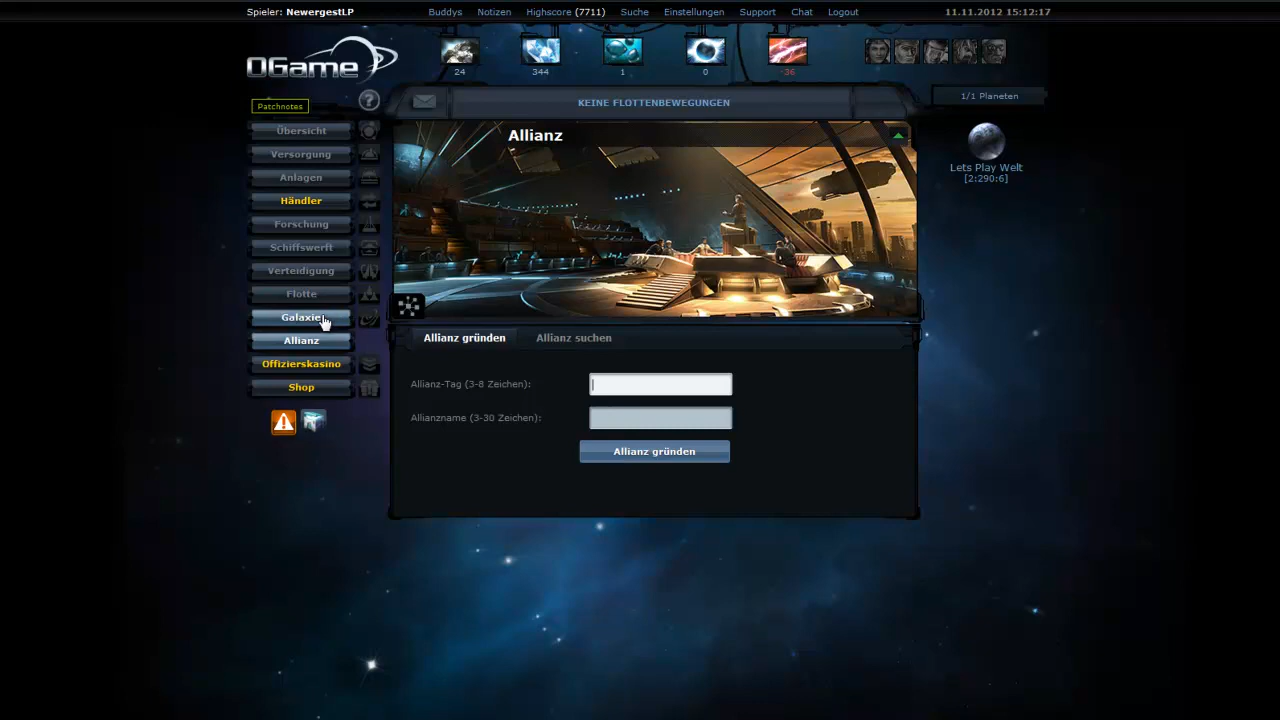 Spieler: NewergestLP
Buddys Notizen Highscore (7711) Suche Einstellungen Support Chat Logout
11.11.2012 15:12:17
OGame
24 344 1 0 -36
Patchnotes
?
KEINE FLOTTENBEWEGUNGEN
1/1 Planeten
Übersicht
Versorgung
Anlagen
Händler
Forschung
Schiffswerft
Verteidigung
Flotte
Galaxie
Allianz
Offizierskasino
Shop
Allianz
Lets Play Welt
[2:290:6]
Allianz gründen Allianz suchen
Allianz-Tag (3-8 Zeichen):
Allianzname (3-30 Zeichen):
Allianz gründen